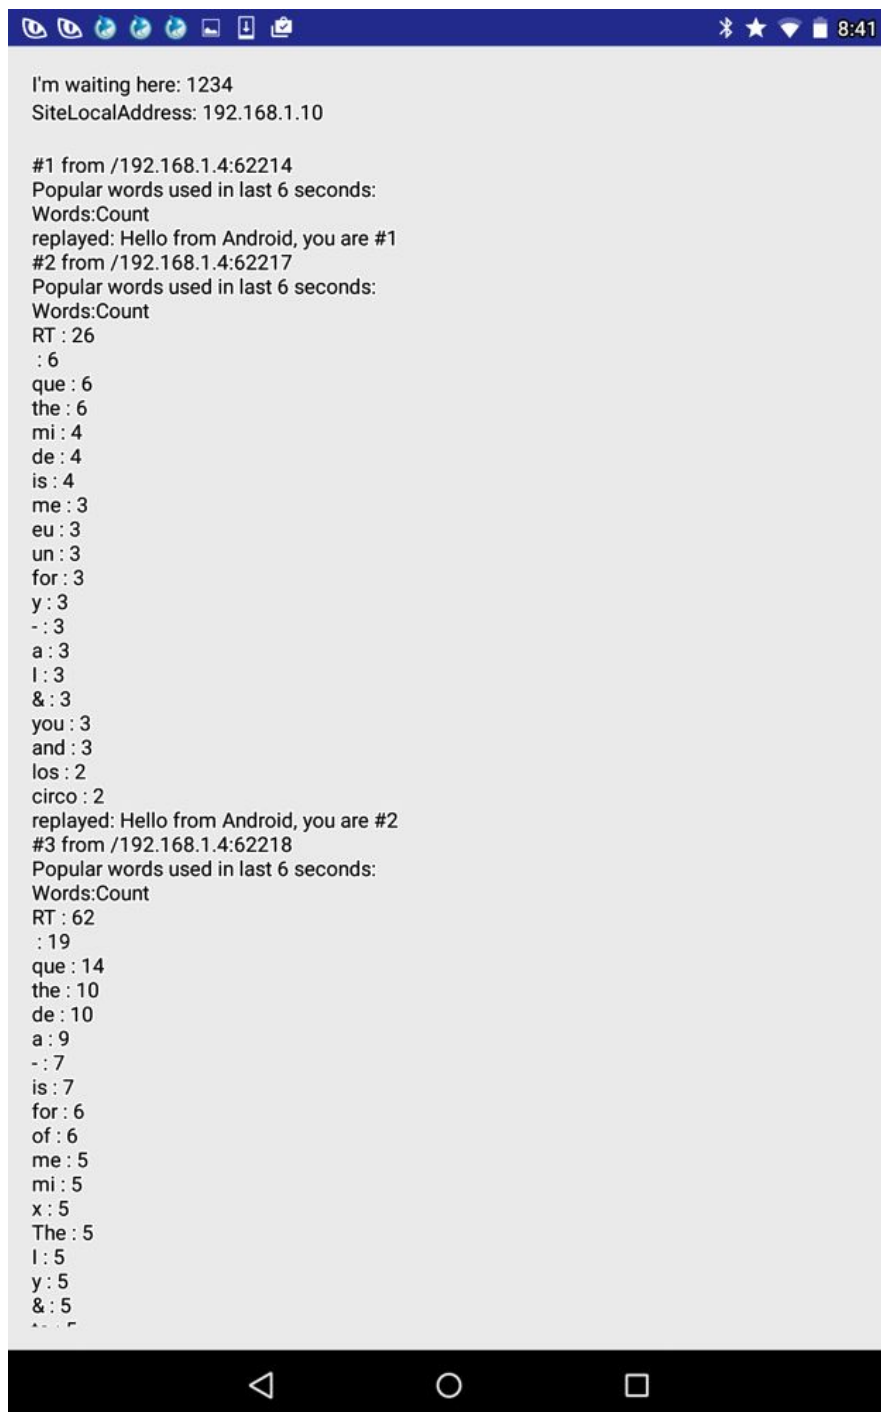 8:41
I'm waiting here: 1234
SiteLocalAddress: 192.168.1.10
#1 from /192.168.1.4:62214
Popular words used in last 6 seconds:
Words:Count
replayed: Hello from Android, you are #1
#2 from /192.168.1.4:62217
Popular words used in last 6 seconds:
Words:Count
RT : 26
: 6
que : 6
the : 6
mi : 4
de : 4
is : 4
me : 3
eu : 3
un : 3
for : 3
y : 3
- : 3
a : 3
I : 3
& : 3
you : 3
and : 3
los : 2
circo : 2
replayed: Hello from Android, you are #2
#3 from /192.168.1.4:62218
Popular words used in last 6 seconds:
Words:Count
RT : 62
: 19
que : 14
the : 10
de : 10
a : 9
- : 7
is : 7
for : 6
of : 6
me : 5
mi : 5
x : 5
The : 5
I : 5
y : 5
& : 5